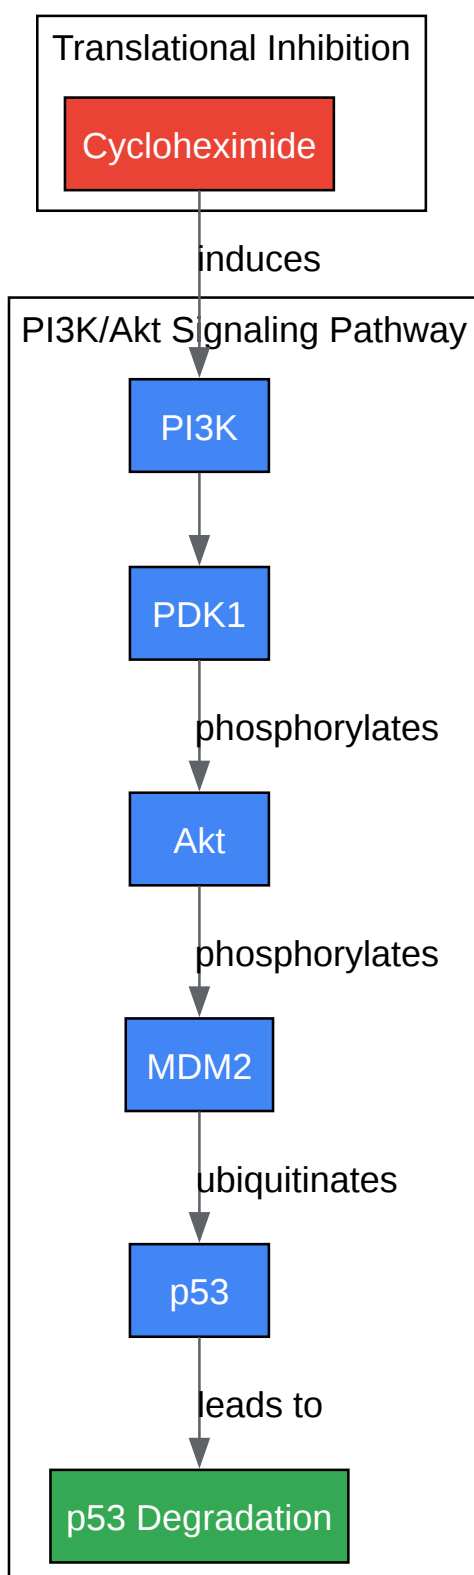 Translational Inhibition
Cycloheximide
induces
PI3K/Akt Signaling Pathway
PI3K
PDK1
phosphorylates
Akt
phosphorylates
MDM2
ubiquitinates
p53
leads to
p53 Degradation